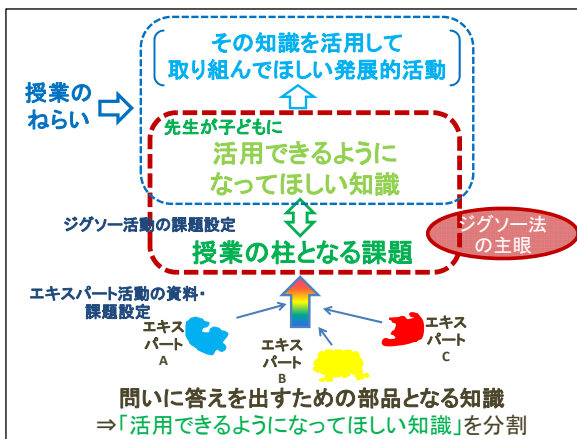 その知識を活用して
取り組んでほしい発展的活動
授業の
ねらい
先生が子どもに
活用できるように
なってほしい知識
ジグソー活動の課題設定
授業の柱となる課題
ジグソー法
の主眼
エキスパート活動の資料・
課題設定
エキス
パート
A
エキス
パート
B
エキス
パート
C
問いに答えを出すための部品となる知識
⇒「活用できるようになってほしい知識」を分割